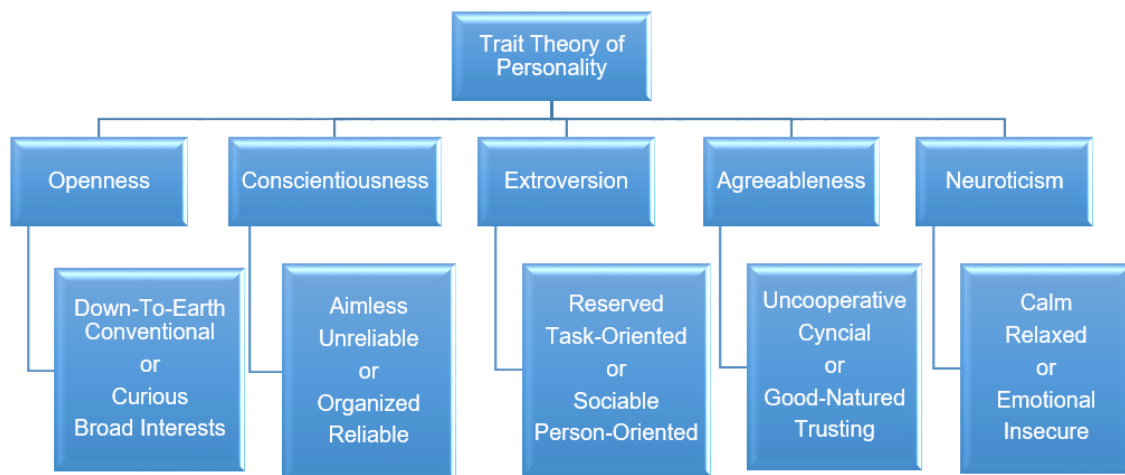 Trait Theory of
Personality
Openness
Conscientiousness
Extroversion
Agreeableness
Neuroticism
Down-To-Earth
Conventional
or
Curious
Broad Interests
Aimless
Unreliable
or
Organized
Reliable
Reserved
Task-Oriented
or
Sociable
Person-Oriented
Uncooperative
Cyncial
or
Good-Natured
Trusting
Calm
Relaxed
or
Emotional
Insecure